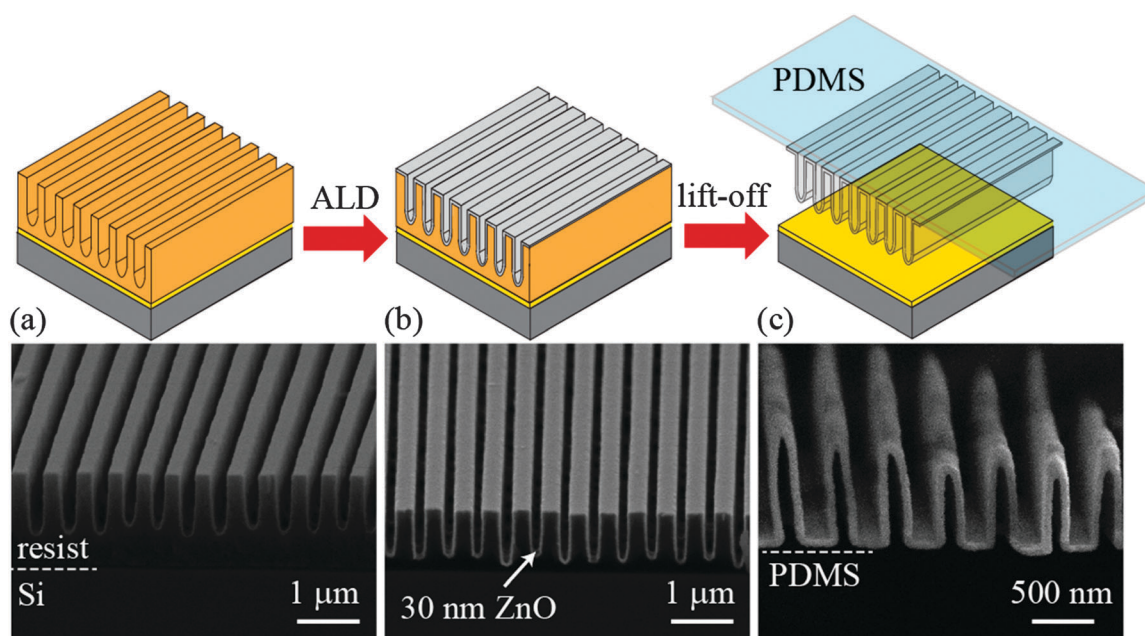 PDMS
ALD
lift-off
(a)
(b)
(c)
resist
Si
1 μm
30 nm ZnO
1 μm
PDMS
500 nm